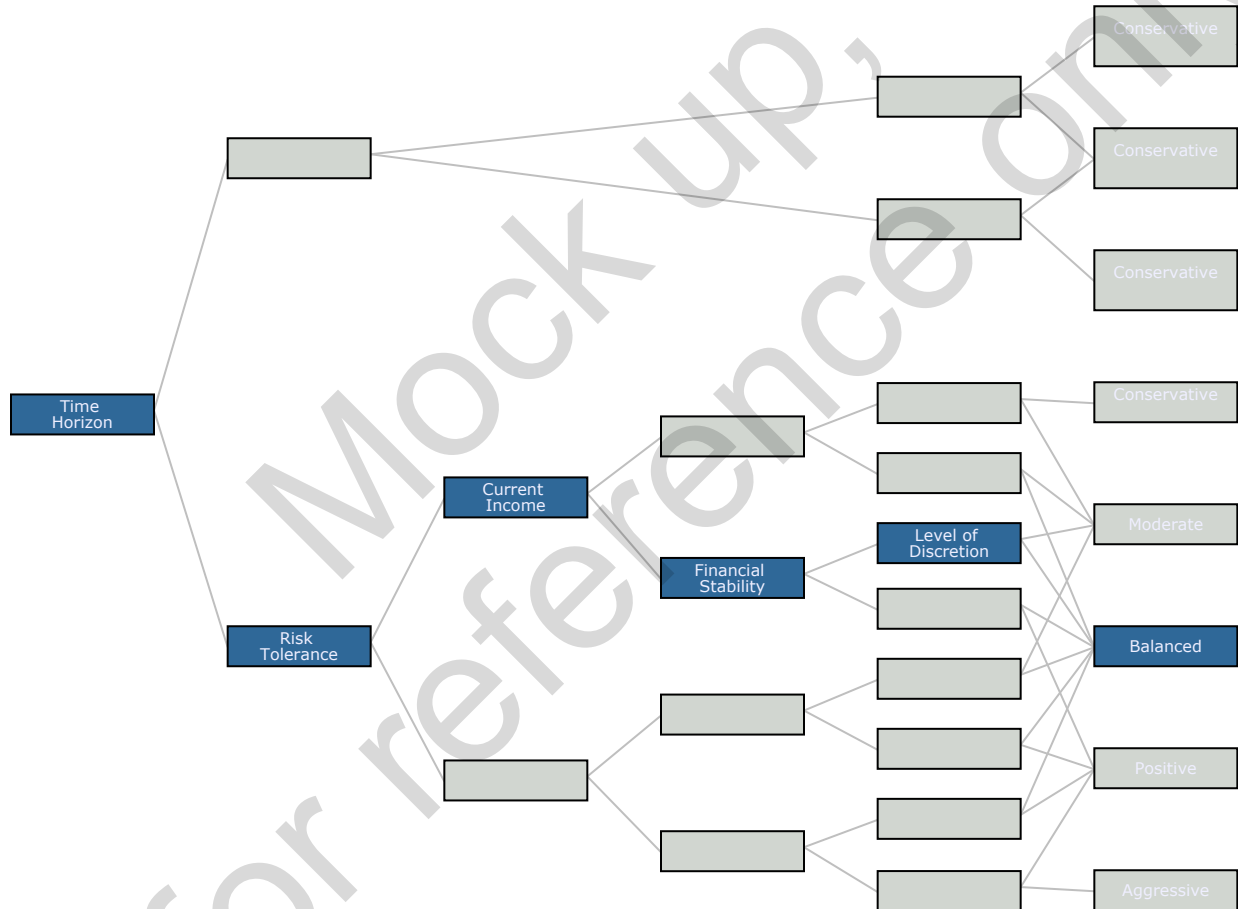 Conservative
Conservative
Conservative
Time
Horizon
Conservative
Current
Income
Moderate
Level of
Discretion
Financial
Stability
Risk
Tolerance
Balanced
Positive
Aggressive
Mock up,
for reference only